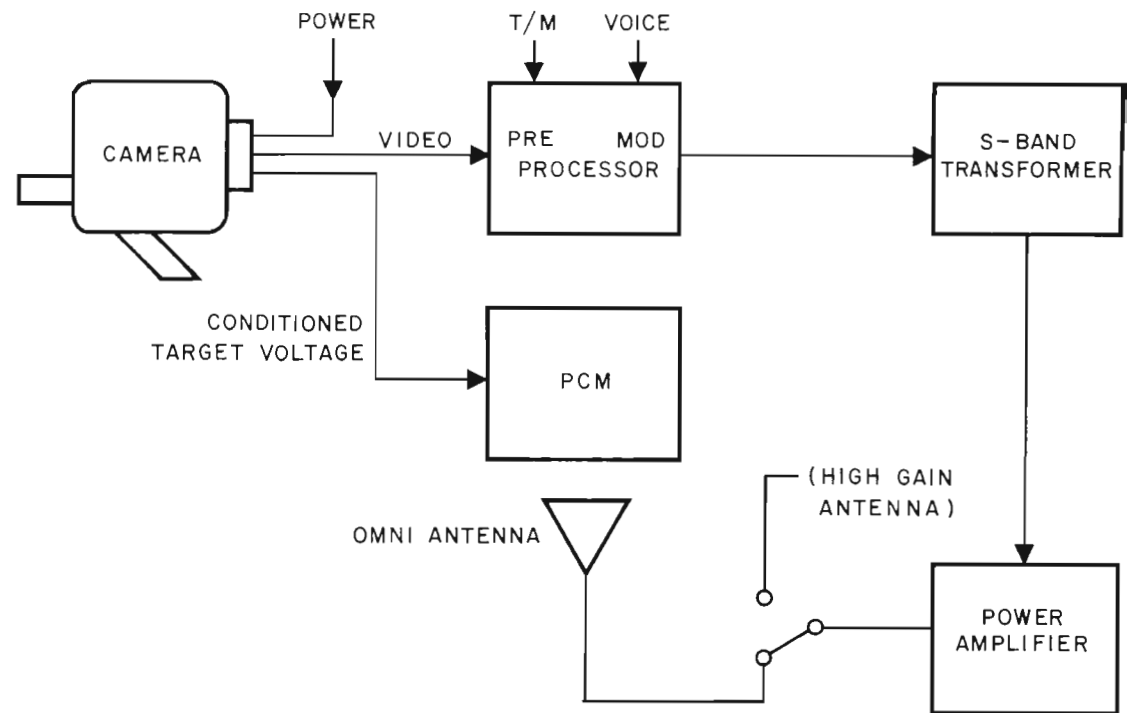 POWER
T/M
VOICE
CAMERA
VIDEO
PRE MOD
PROCESSOR
S-BAND
TRANSFORMER
CONDITIONED
TARGET VOLTAGE
PCM
(HIGH GAIN
ANTENNA)
OMNI ANTENNA
POWER
AMPLIFIER